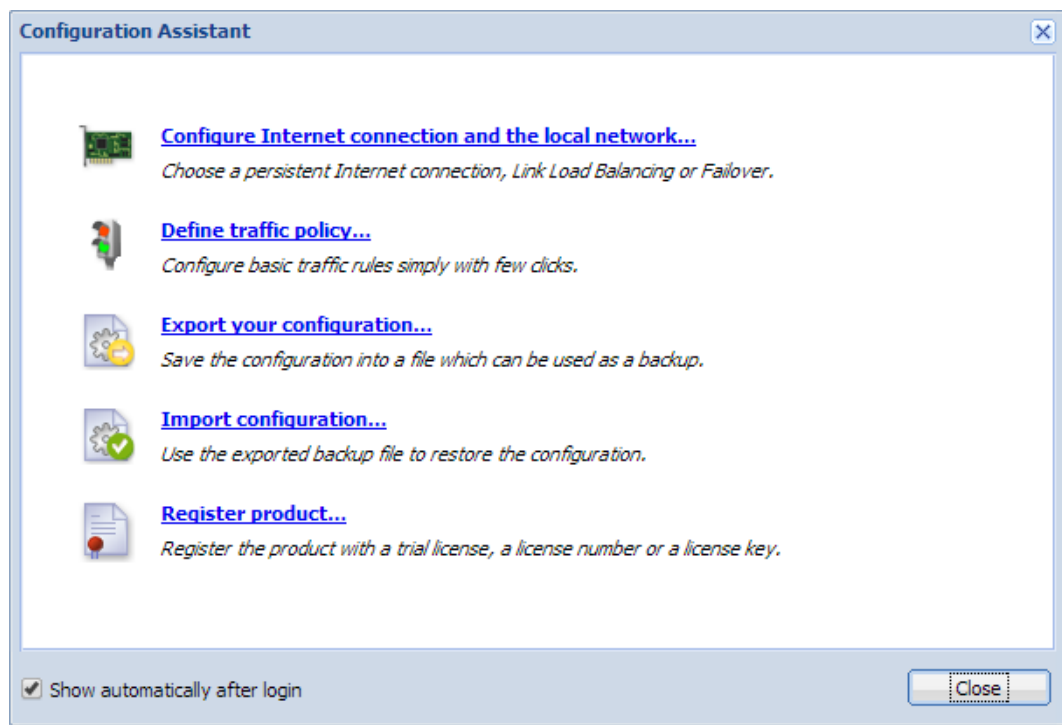 Configuration Assistant
Configure Internet connection and the local network...
Choose a persistent Internet connection, Link Load Balancing or Failover.
Define traffic policy...
Configure basic traffic rules simply with few clicks.
Export your configuration...
Save the configuration into a file which can be used as a backup.
Import configuration...
Use the exported backup file to restore the configuration.
Register product...
Register the product with a trial license, a license number or a license key.
Show automatically after login
Close